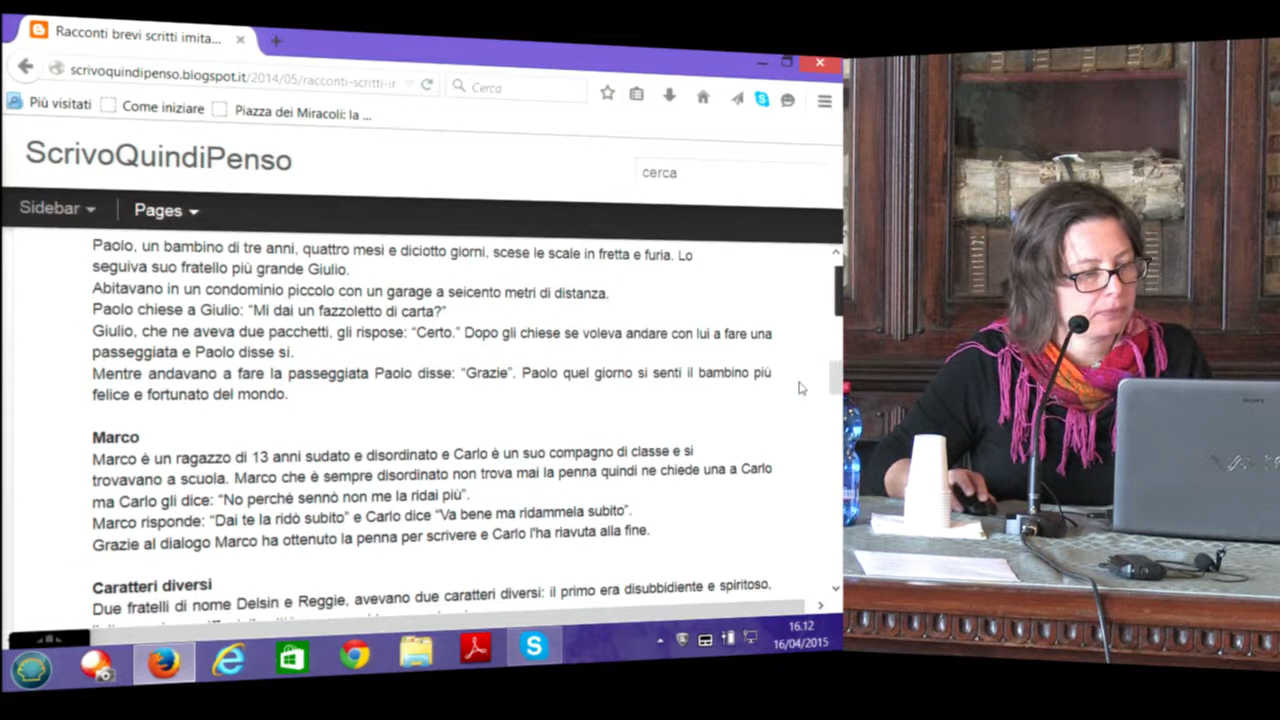 Racconti brevi scritti imita...
scrivoquindipenso.blogspot.it/2014/05/racconti-scritti-ir
Cerca
Più visitati
Come iniziare
Piazza dei Miracoli: la ...
ScrivoQuindiPenso
cerca
Sidebar
Pages
Paolo, un bambino di tre anni, quattro mesi e diciotto giorni, scese le scale in fretta e furia. Lo
seguiva suo fratello più grande Giulio.
Abitavano in un condominio piccolo con un garage a seicento metri di distanza.
Paolo chiese a Giulio: “Mi dai un fazzoletto di carta?”
Giulio, che ne aveva due pacchetti, gli rispose: “Certo.” Dopo gli chiese se voleva andare con lui a fare una
passeggiata e Paolo disse si.
Mentre andavano a fare la passeggiata Paolo disse: “Grazie”. Paolo quel giorno si senti il bambino più
felice e fortunato del mondo.
Marco
Marco è un ragazzo di 13 anni sudato e disordinato e Carlo è un suo compagno di classe e si
trovavano a scuola. Marco che è sempre disordinato non trova mai la penna quindi ne chiede una a Carlo
ma Carlo gli dice: “No perché sennò non me la ridai più”.
Marco risponde: “Dai te la ridò subito” e Carlo dice “Va bene ma ridammela subito”.
Grazie al dialogo Marco ha ottenuto la penna per scrivere e Carlo l'ha riavuta alla fine.
Caratteri diversi
Due fratelli di nome Delsin e Reggie, avevano due caratteri diversi: il primo era disubbidiente e spiritoso,
16.12
16/04/2015
SONY